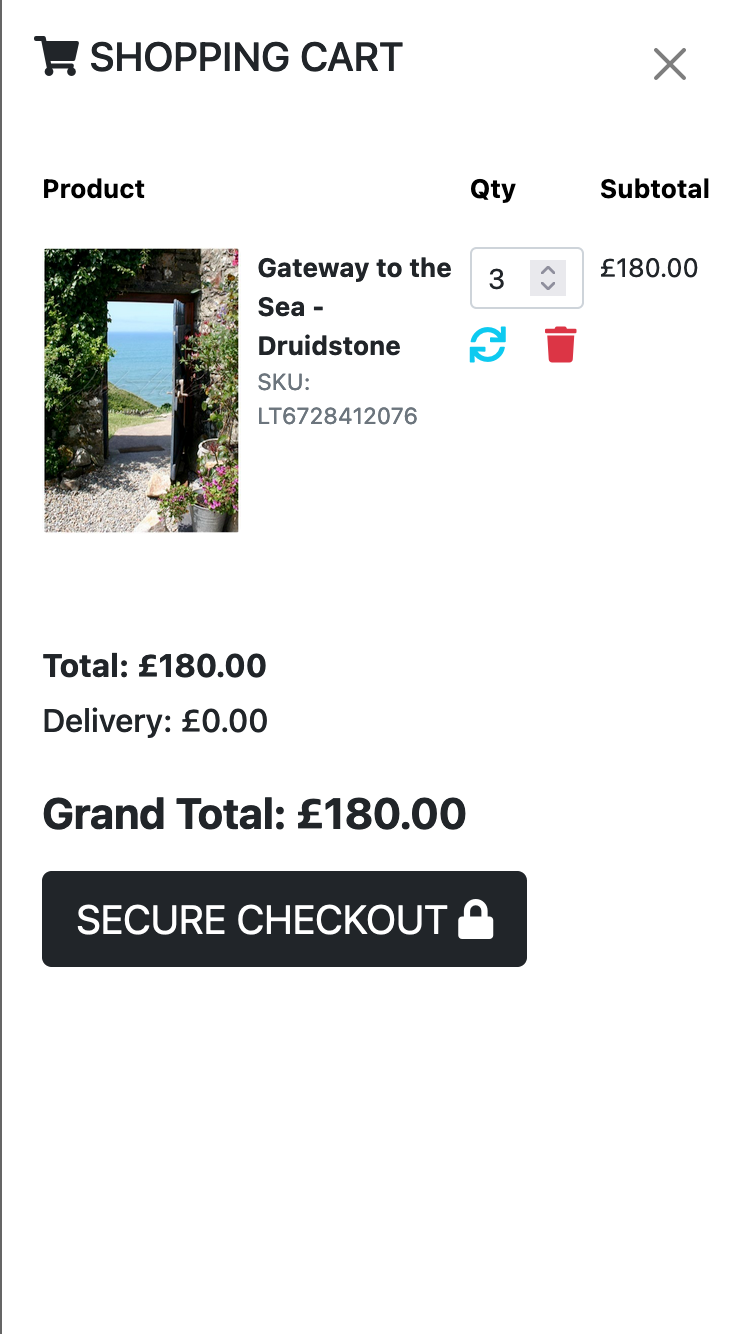 SHOPPING CART
Product Qty Subtotal
Gateway to the 3 £180.00
Sea -
Druidstone
SKU:
LT6728412076
Total: £180.00
Delivery: £0.00
Grand Total: £180.00
SECURE CHECKOUT